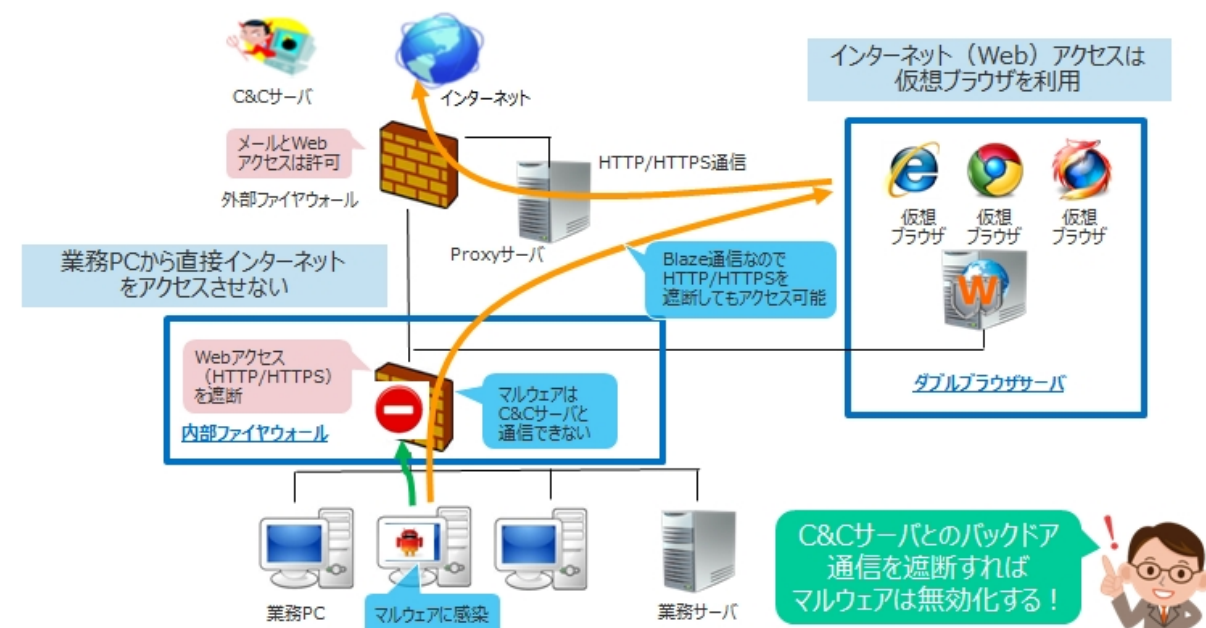 インターネット（Web）アクセスは
仮想ブラウザを利用
C&Cサーバ
インターネット
メールとWeb
アクセスは許可
外部ファイヤウォール
HTTP/HTTPS通信
Proxyサーバ
仮想
ブラウザ
仮想
ブラウザ
仮想
ブラウザ
W
ダブルブラウザサーバ
業務PCから直接インターネット
をアクセスさせない
Blaze通信なので
HTTP/HTTPSを
遮断してもアクセス可能
Webアクセス
（HTTP/HTTPS）
を遮断
内部ファイヤウォール
マルウェアは
C&Cサーバと
通信できない
業務PC
マルウェアに感染
業務サーバ
C&Cサーバとのバックドア
通信を遮断すれば
マルウェアは無効化する！